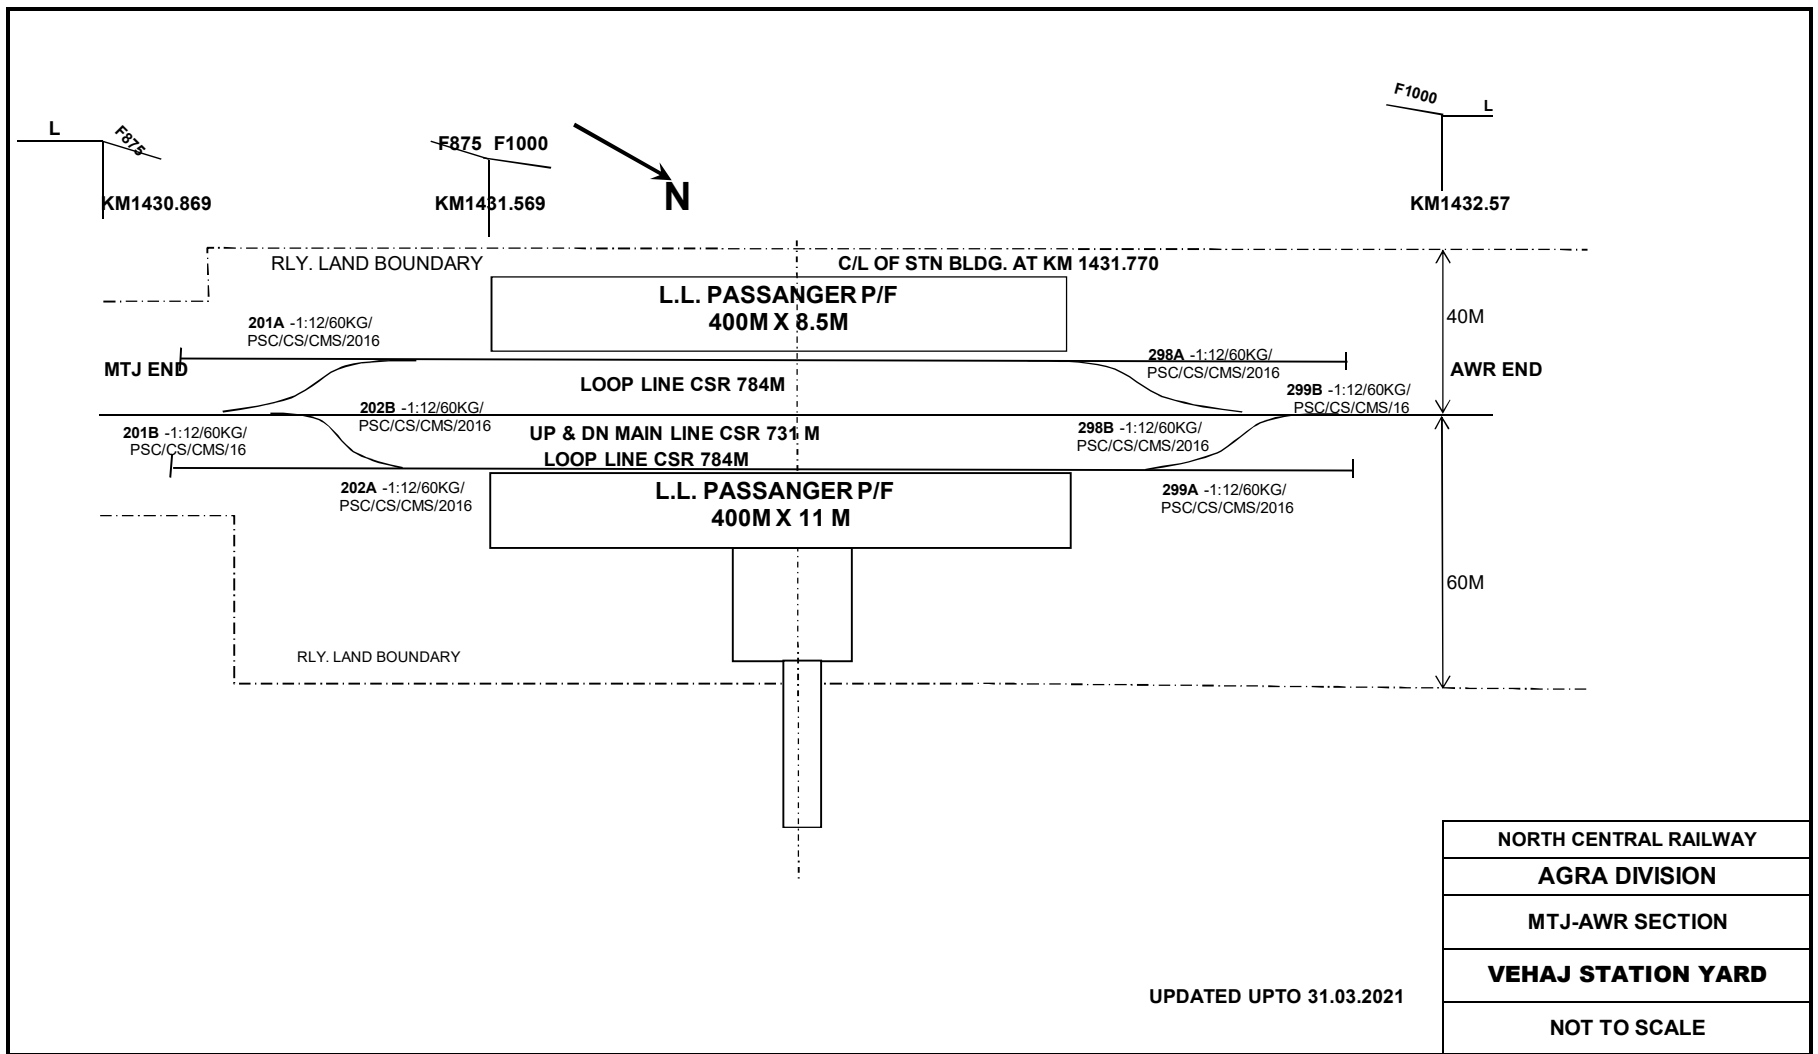 F1000
L
L
F875
F875 F1000
N
KM1430.869
KM1431.569
KM1432.57
RLY. LAND BOUNDARY
C/L OF STN BLDG. AT KM 1431.770
L.L. PASSANGER P/F
400M X 8.5M
40M
201A -1:12/60KG/
PSC/CS/CMS/2016
298A -1:12/60KG/
PSC/CS/CMS/2016
MTJ END
AWR END
LOOP LINE CSR 784M
299B -1:12/60KG/
PSC/CS/CMS/16
202B -1:12/60KG/
PSC/CS/CMS/2016
201B -1:12/60KG/
PSC/CS/CMS/16
UP & DN MAIN LINE CSR 731 M
298B -1:12/60KG/
PSC/CS/CMS/2016
LOOP LINE CSR 784M
202A -1:12/60KG/
PSC/CS/CMS/2016
L.L. PASSANGER P/F
400M X 11 M
299A -1:12/60KG/
PSC/CS/CMS/2016
60M
RLY. LAND BOUNDARY
NORTH CENTRAL RAILWAY
AGRA DIVISION
MTJ-AWR SECTION
VEHAJ STATION YARD
UPDATED UPTO 31.03.2021
NOT TO SCALE